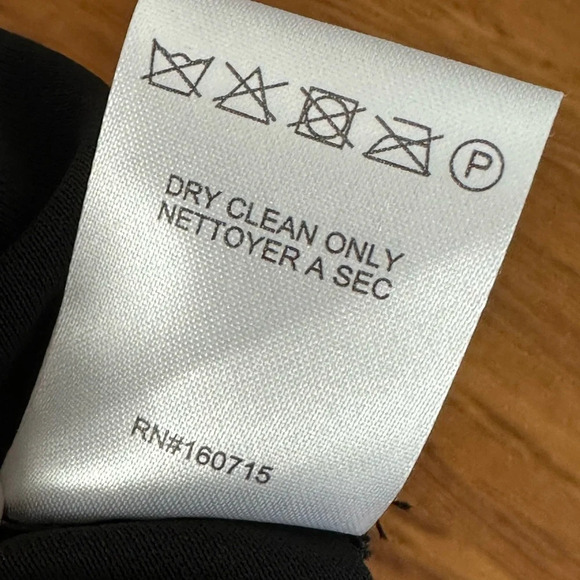 P
DRY CLEAN ONLY
NETTOYER A SEC
RN#160715